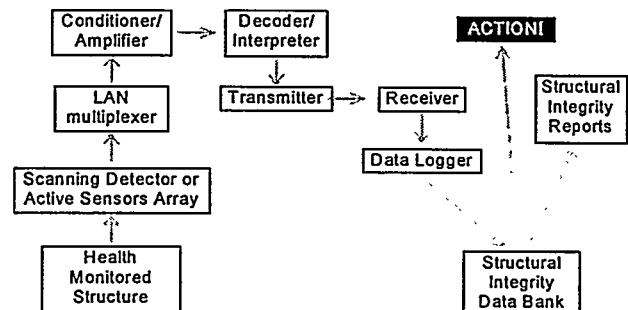 Conditioner/
Amplifier
Decoder/
Interpreter
ACTION!
LAN
multiplexer
Transmitter
Receiver
Structural
Integrity
Reports
Scanning Detector or
Active Sensors Array
Data Logger
Health
Monitored
Structure
Structural
Integrity
Data Bank